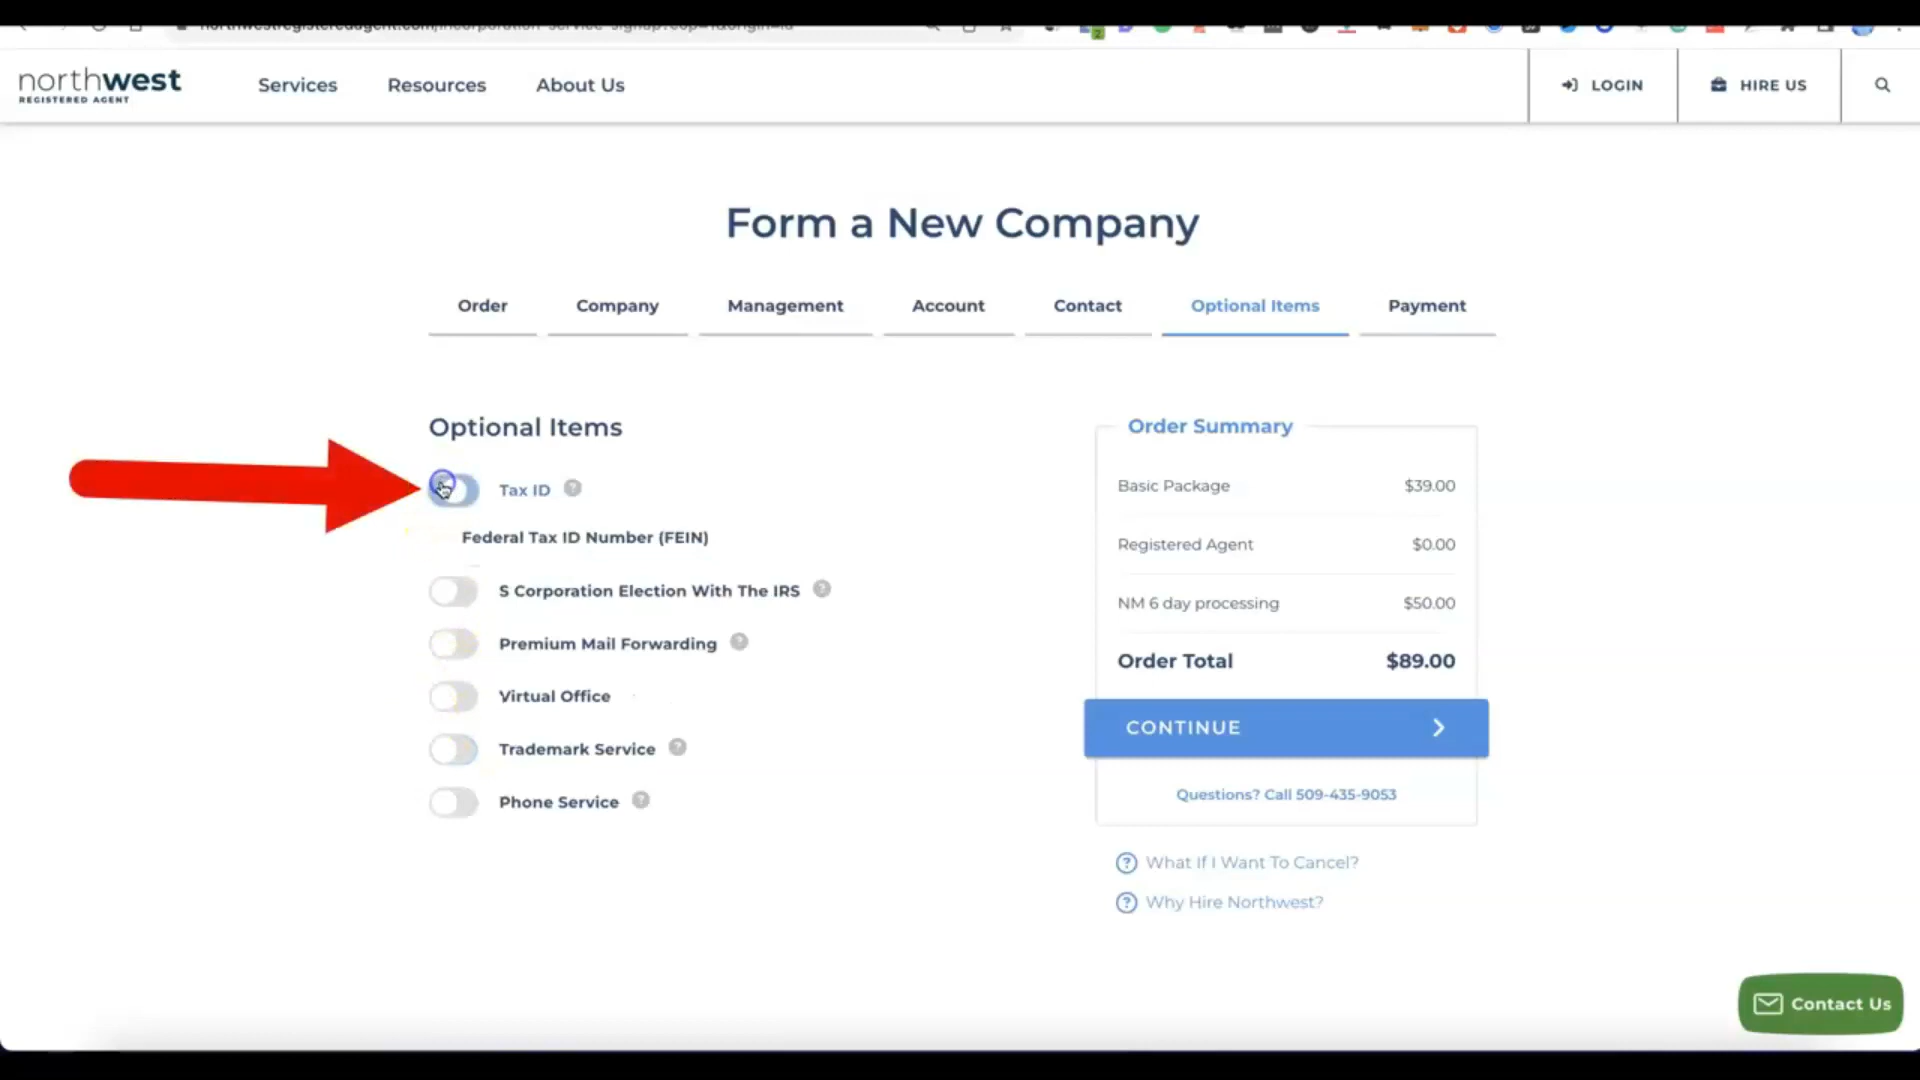 northwest
REGISTERED AGENT
Services
Resources
About Us
LOGIN
HIRE US
Form a New Company
Order
Company
Management
Account
Contact
Optional Items
Payment
Optional Items
Tax ID ?
Federal Tax ID Number (FEIN)
S Corporation Election With The IRS ?
Premium Mail Forwarding ?
Virtual Office
Trademark Service ?
Phone Service ?
Order Summary
Basic Package $39.00
Registered Agent $0.00
NM 6 day processing $50.00
Order Total $89.00
CONTINUE
Questions? Call 509-435-9053
? What If I Want To Cancel?
? Why Hire Northwest?
Contact Us